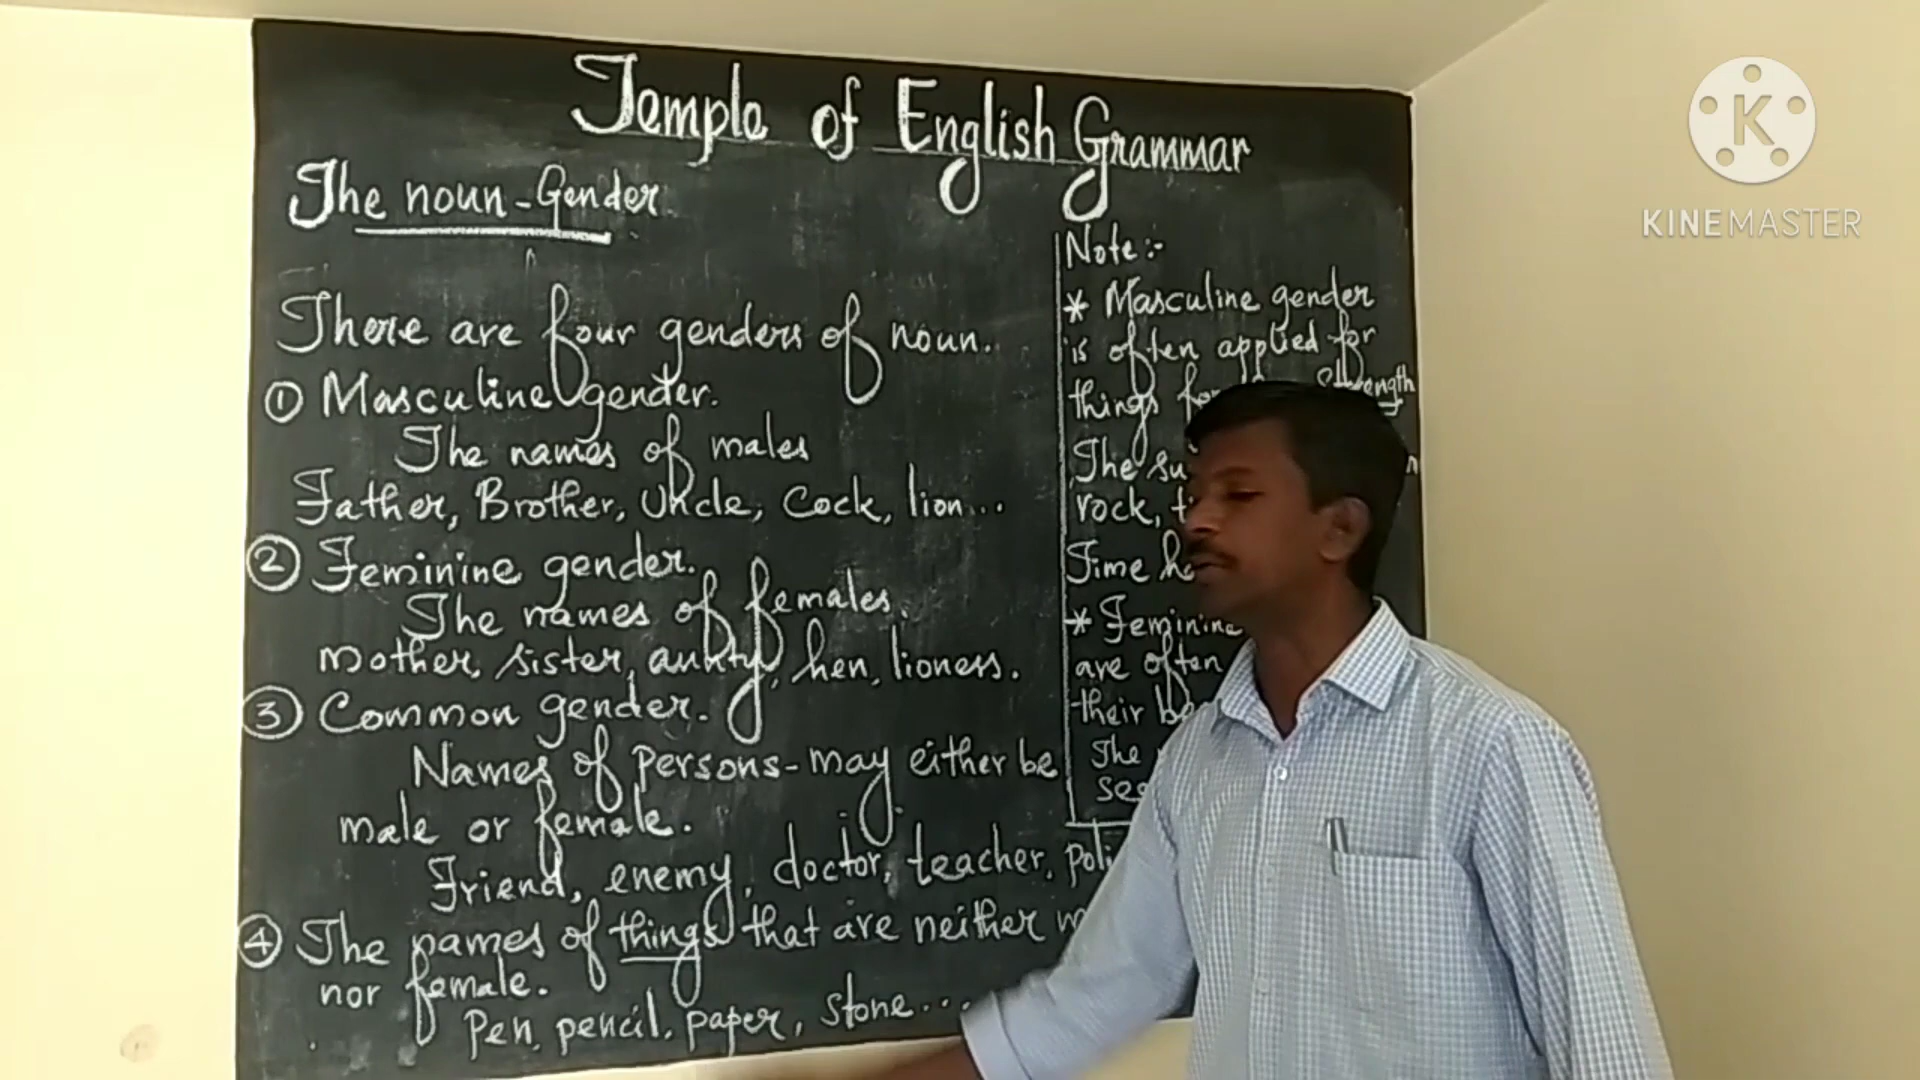 Temple of English Grammar
The noun - Gender
There are four genders of noun.
① Masculine gender.
The names of males
Father, Brother, Uncle, Cock, lion...
② Feminine gender.
The names of females.
Mother, sister, aunty, hen, lioness.
③ Common gender.
Names of persons - may either be
male or female.
Friend, enemy, doctor, teacher,
④ The names of things that are neither
nor female.
Pen, pencil, paper, stone...
Note:-
* Masculine gender
is often applied for
things strength
The
rock,
Time
* Feminine
are often
their
The
KINEMASTER